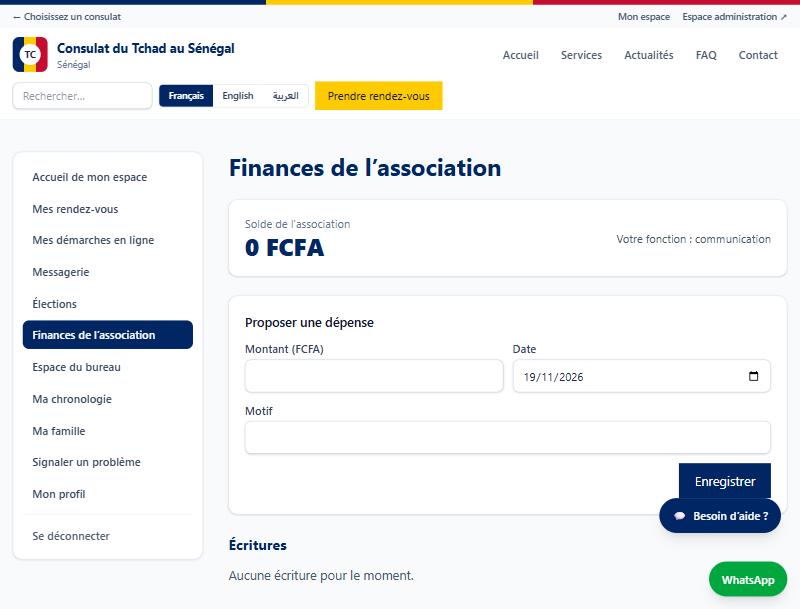 ← Choisissez un consulat
Mon espace
Espace administration ↗
TC
Consulat du Tchad au Sénégal
Sénégal
Accueil
Services
Actualités
FAQ
Contact
Rechercher...
Français
English
العربية
Prendre rendez-vous
Accueil de mon espace
Mes rendez-vous
Mes démarches en ligne
Messagerie
Élections
Finances de l’association
Espace du bureau
Ma chronologie
Ma famille
Signaler un problème
Mon profil
Se déconnecter
Finances de l’association
Solde de l’association
0 FCFA
Votre fonction : communication
Proposer une dépense
Montant (FCFA)
Date
19/11/2026
Motif
Enregistrer
Besoin d’aide ?
Écritures
Aucune écriture pour le moment.
WhatsApp